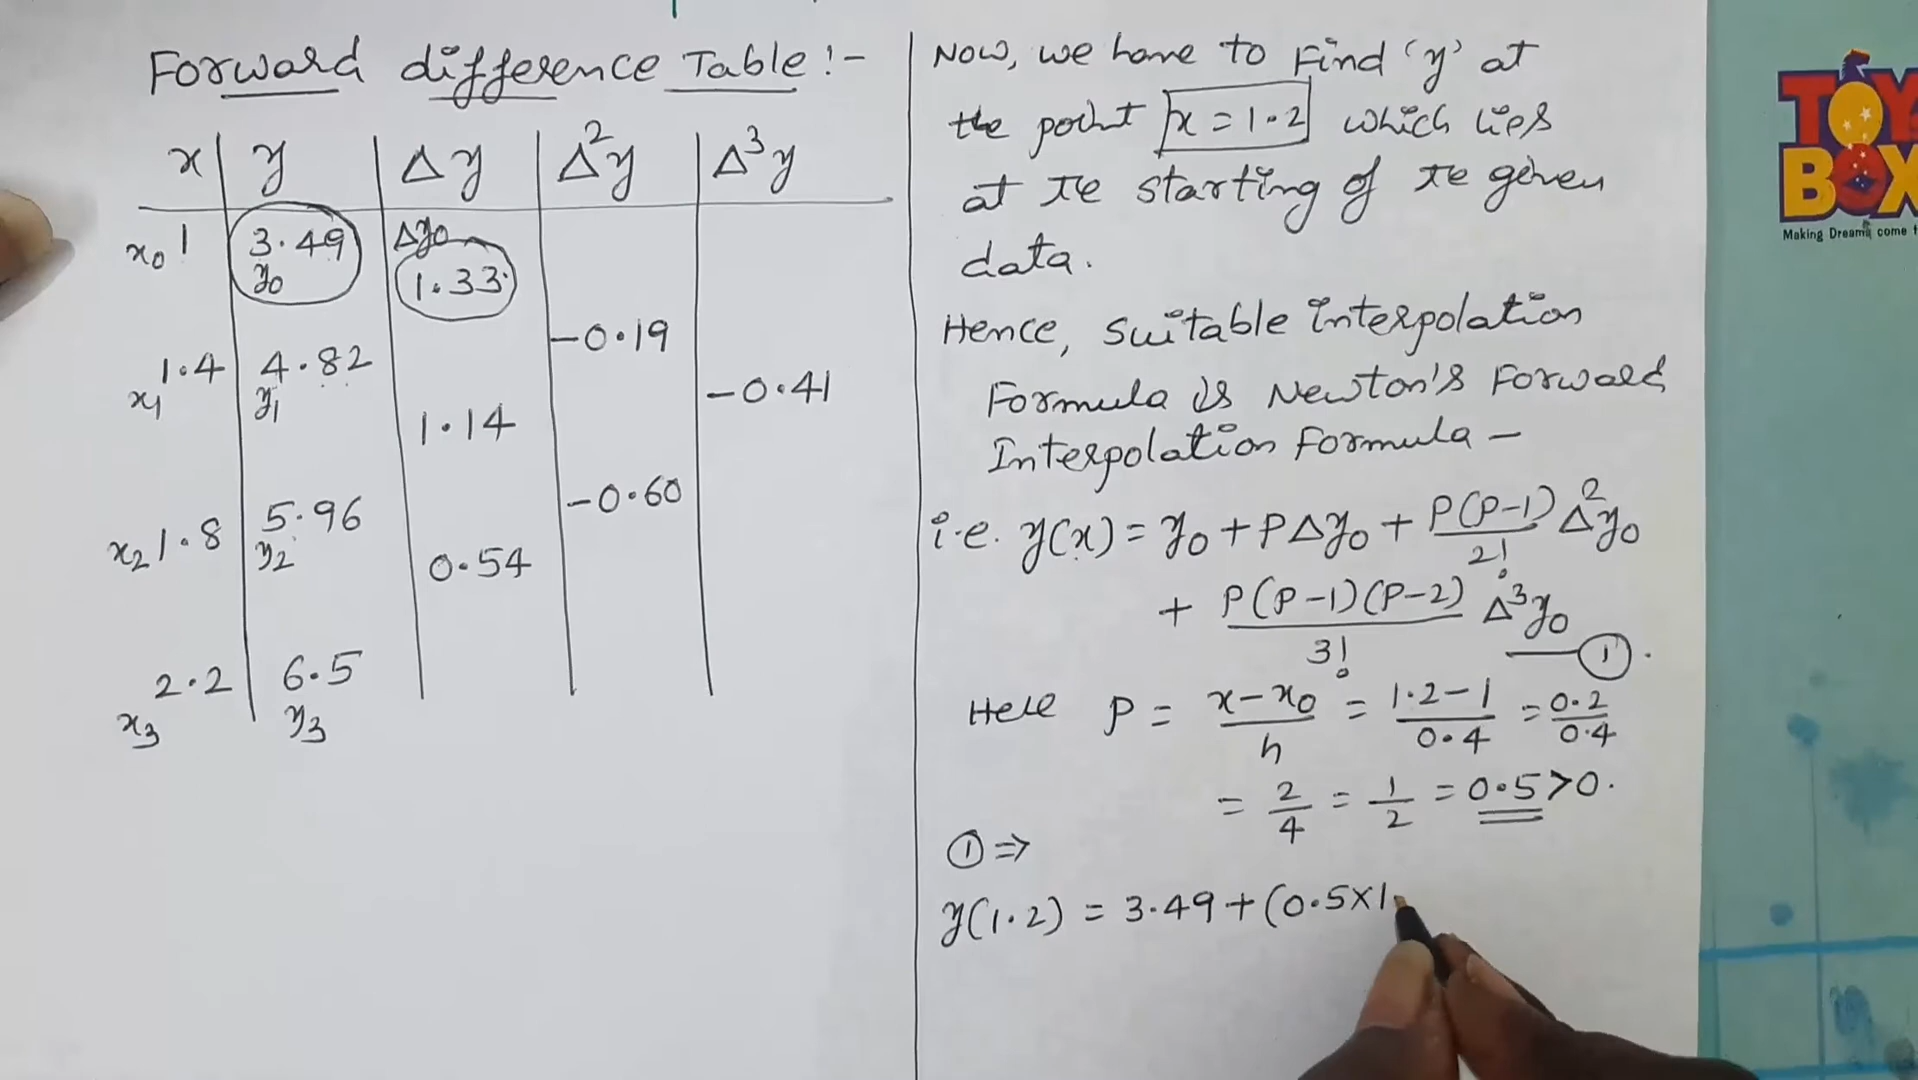 Forward difference Table:-
x y Δy Δ²y Δ³y
x₀ 1 3.49 Δy₀
y₀ 1.33
-0.19
x₁ 1.4 4.82
y₁ -0.41
1.14
-0.60
x₂ 1.8 5.96
y₂ 0.54
2.2 6.5
x₃ y₃
Now, we have to Find 'y' at
the point x = 1.2 which lies
at the starting of the given
data.
Hence, Suitable interpolation
Formula is Newton's Forward
Interpolation Formula -
i.e. y(x) = y₀ + PΔy₀ + P(P-1)/2! Δ²y₀
+ P(P-1)(P-2)/3! Δ³y₀ — ①.
Here P = x-x₀/h = 1.2-1/0.4 = 0.2/0.4
= 2/4 = 1/2 = 0.5 > 0.
① ⇒
y(1.2) = 3.49 + (0.5×1.
TOY
BOX
Making Dreams come t